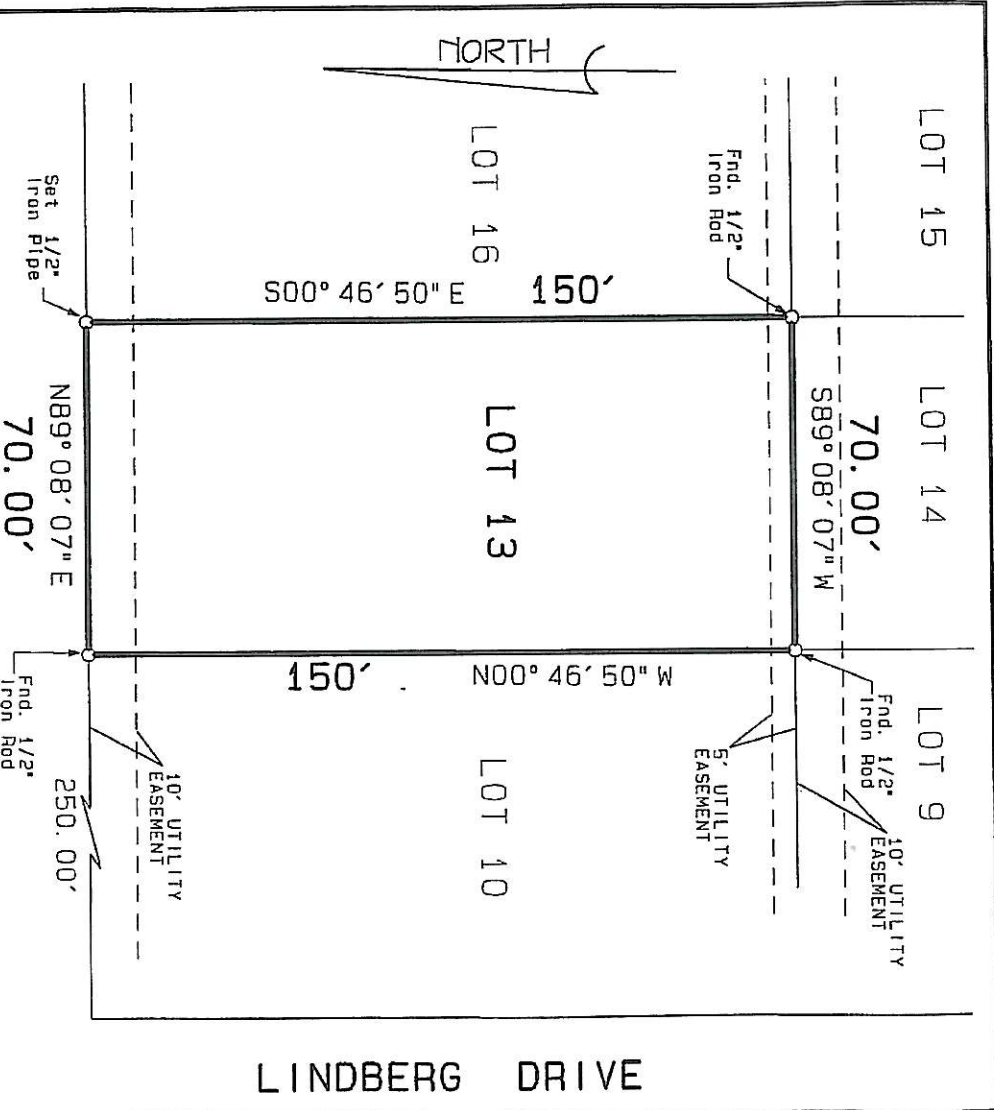 NORTH
LOT 15
LOT 14
LOT 9
LOT 16
Fnd. 1/2"
Iron Rod
70.00'
S89° 08' 07" W
Fnd. 1/2"
Iron Rod
10' UTILITY
EASEMENT
S00° 46' 50" E 150'
LOT 13
150' N00° 46' 50" W
5' UTILITY
EASEMENT
LOT 10
Set 1/2"
Iron Pipe
N89° 08' 07" E
70.00'
Fnd. 1/2"
Iron Rod
10' UTILITY
EASEMENT
250.00'
LINDBERG DRIVE